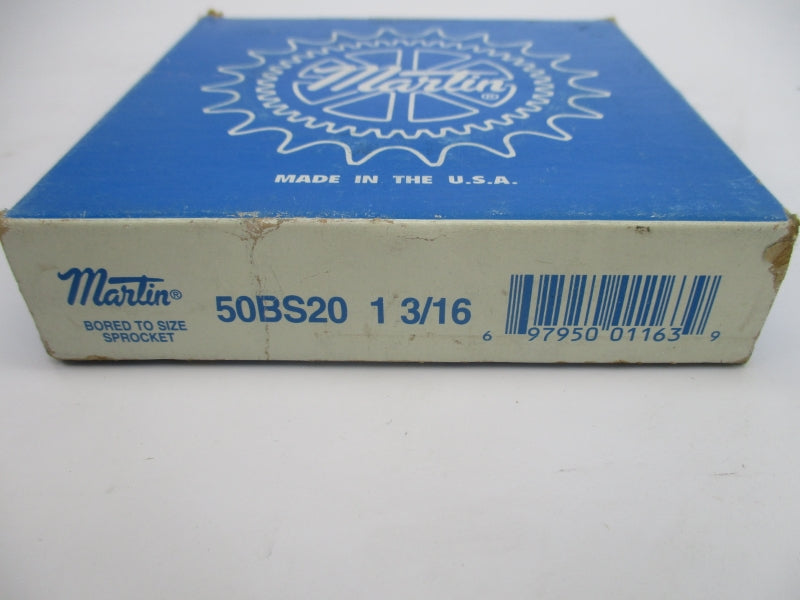 Martin®
MADE IN THE U.S.A.
Martin®
BORED TO SIZE
SPROCKET
50BS20 1 3/16
6 97950 01163 9